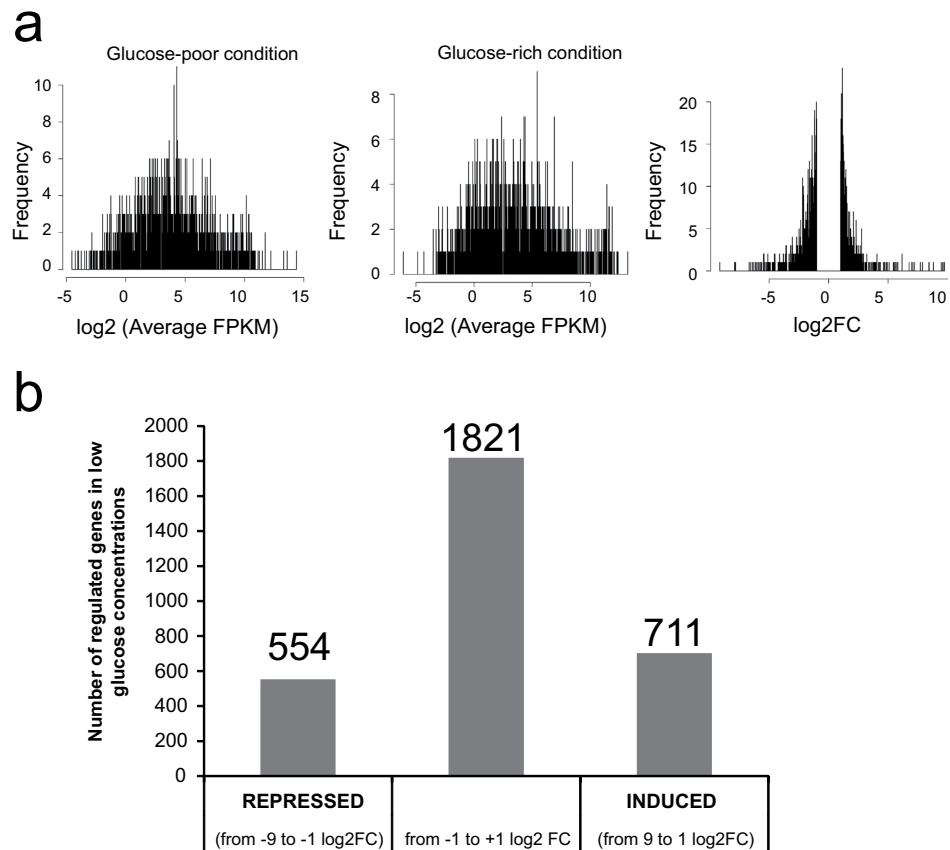 a
Glucose-poor condition
Frequency
10
8
6
4
2
0
-5 0 5 10 15
log2 (Average FPKM)
Glucose-rich condition
Frequency
8
6
4
2
0
-5 0 5 10
log2 (Average FPKM)
Frequency
20
15
10
5
0
-5 0 5 10
log2FC
b
Number of regulated genes in low
glucose concentrations
2000
1800
1600
1400
1200
1000
800
600
400
200
0
554
1821
711
REPRESSED
(from -9 to -1 log2FC)
from -1 to +1 log2 FC
INDUCED
(from 9 to 1 log2FC)